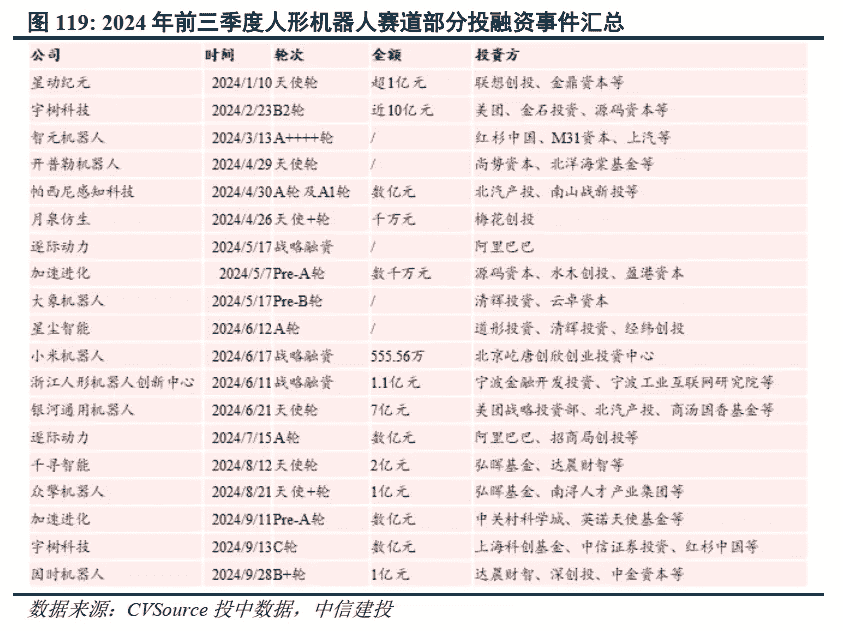 图 119: 2024 年前三季度人形机器人赛道部分投融资事件汇总
公司 时间 轮次 金额 投资方
星动纪元 2024/1/10 天使轮 超1亿元 联想创投、金鼎资本等
宇树科技 2024/2/23 B2轮 近10亿元 美团、金石投资、源码资本等
智元机器人 2024/3/13 A++++轮 / 红杉中国、M31资本、上汽等
开普勒机器人 2024/4/29 天使轮 / 尚势资本、北洋海棠基金等
帕西尼感知科技 2024/4/30 A轮及A1轮 数亿元 北汽产投、南山战新投等
月泉仿生 2024/4/26 天使+轮 千万元 梅花创投
逐际动力 2024/5/17 战略融资 / 阿里巴巴
加速进化 2024/5/7 Pre-A轮 数千万元 源码资本、水木创投、盈港资本
大象机器人 2024/5/17 Pre-B轮 / 清辉投资、云卓资本
星尘智能 2024/6/12 A轮 / 道彤投资、清辉投资、经纬创投
小米机器人 2024/6/17 战略融资 555.56万 北京屹唐创欣创业投资中心
浙江人形机器人创新中心 2024/6/11 战略融资 1.1亿元 宁波金融开发投资、宁波工业互联网研究院等
银河通用机器人 2024/6/21 天使轮 7亿元 美团战略投资部、北汽产投、商汤国香基金等
逐际动力 2024/7/15 A轮 数亿元 阿里巴巴、招商局创投等
千寻智能 2024/8/12 天使轮 2亿元 弘晖基金、达晨财智等
众擎机器人 2024/8/21 天使+轮 1亿元 弘晖基金、南浔人才产业集团等
加速进化 2024/9/11 Pre-A轮 数亿元 中关村科学城、英诺天使基金等
宇树科技 2024/9/13 C轮 数亿元 上海科创基金、中信证券投资、红杉中国等
因时机器人 2024/9/28 B+轮 1亿元 达晨财智、深创投、中金资本等
数据来源：CVSource 投中数据，中信建投